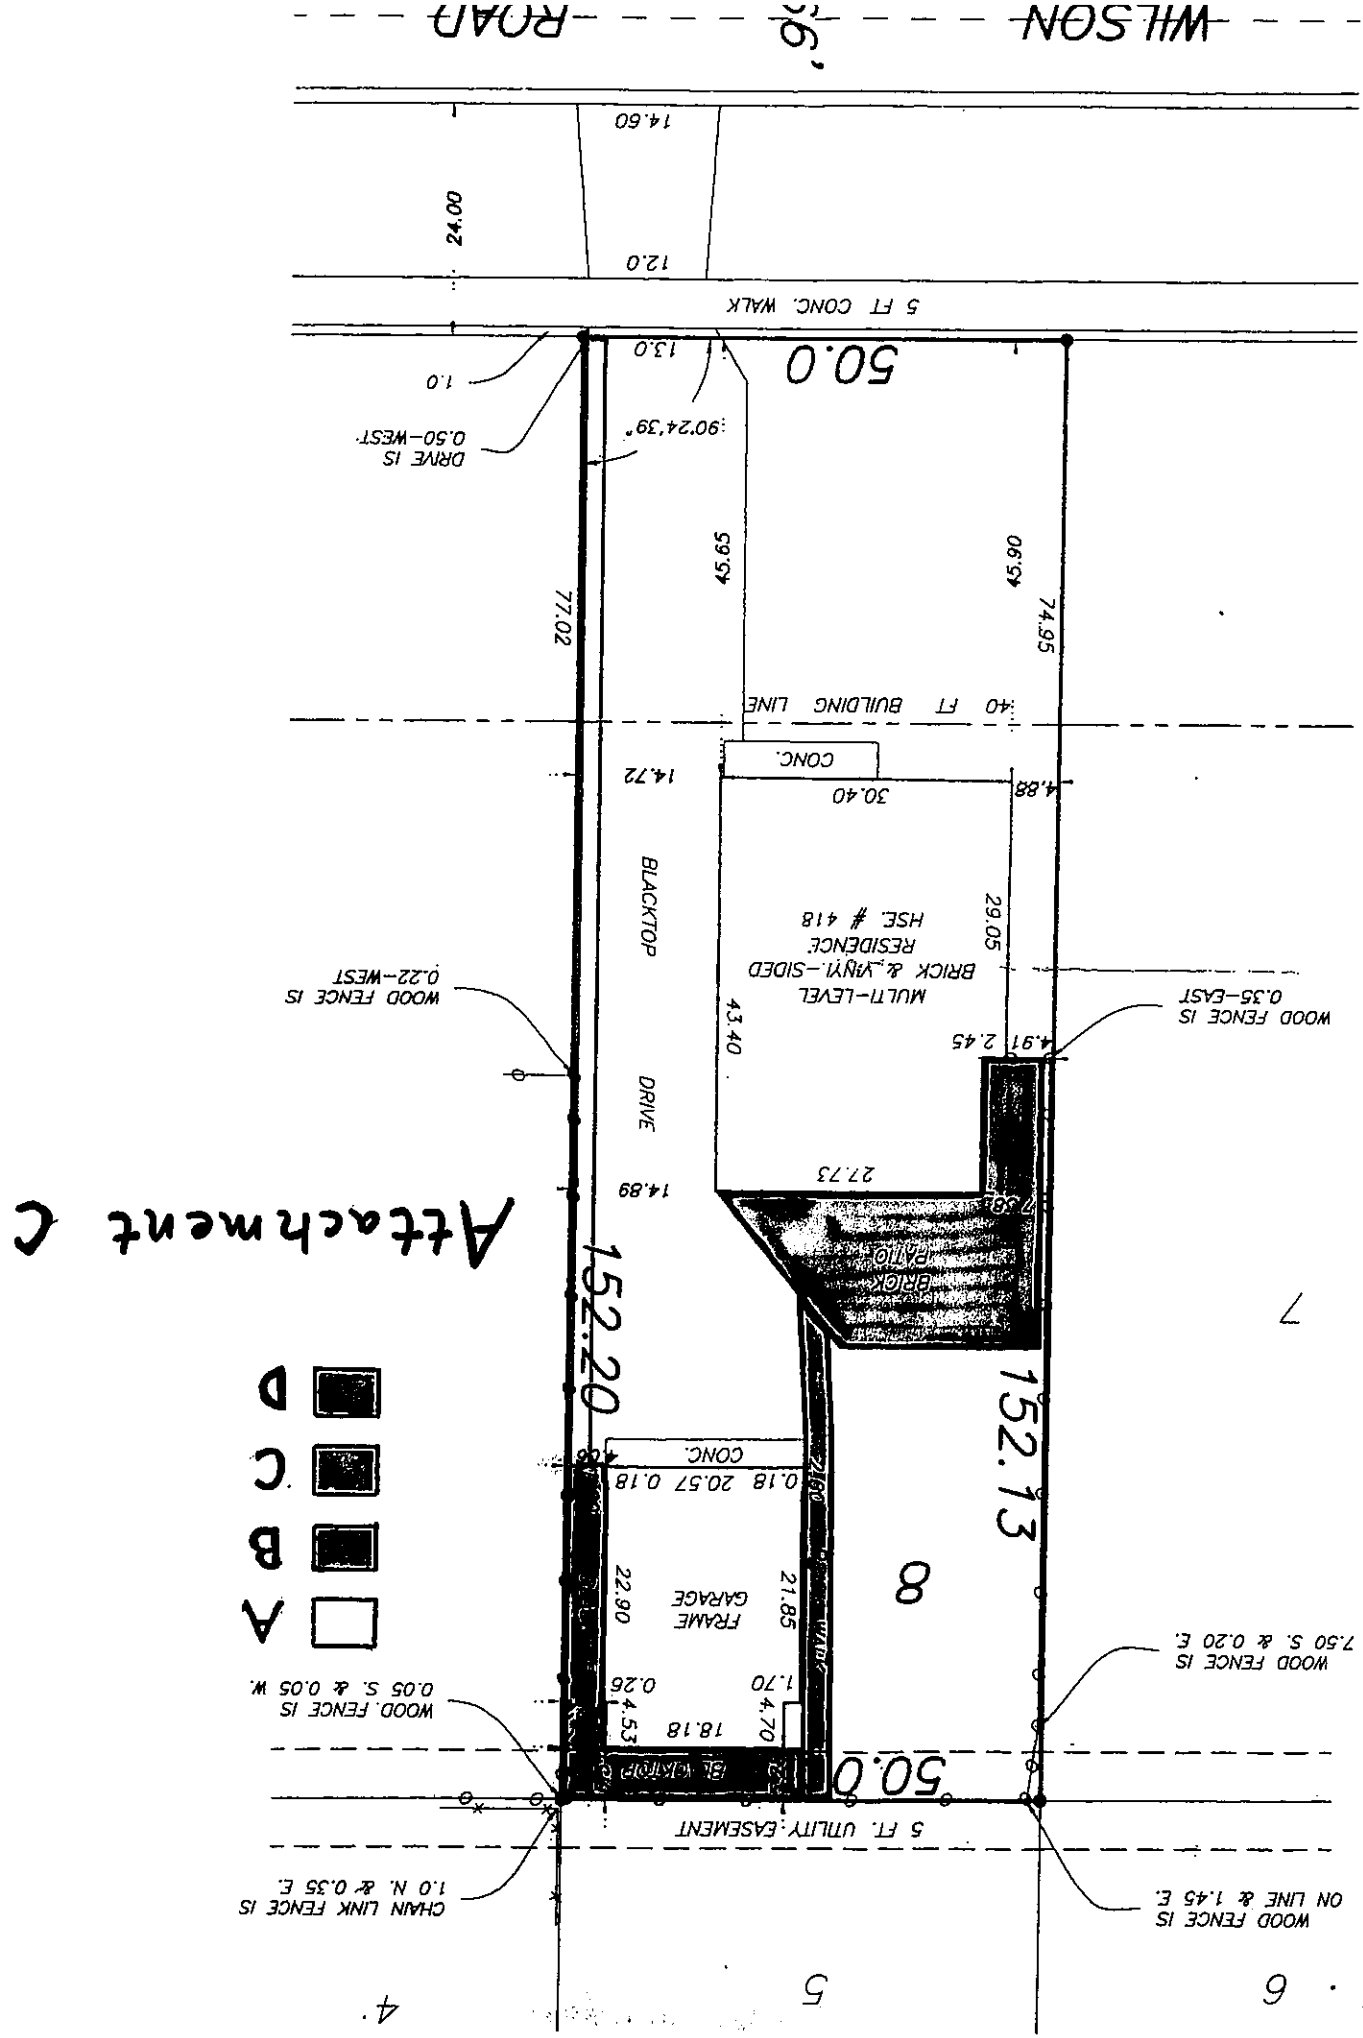 4.
5
6
CHAIN LINK FENCE IS
1.0 N. & 0.35 E.
WOOD FENCE IS
ON LINE & 1.45 E.
5 FT. UTILITY EASEMENT
50.0
BLACKTOP
WOOD FENCE IS
0.05 S. & 0.05 W.
WOOD FENCE IS
7.50 S. & 0.20 E.
4.53
18.18
4.70
0.26
1.70
22.90
FRAME
GARAGE
21.85
WALK
8
A
B
C
D
0.18 20.57 0.18
CONC.
152.20
152.13
7
BRICK
PATIO
7.68
Attachment C
14.89
27.73
DRIVE
43.40
4.91 2.45
WOOD FENCE IS
0.35-EAST
WOOD FENCE IS
0.22-WEST
MULTI-LEVEL
BRICK & VINYL-SIDED
RESIDENCE
HSE. # 418
29.05
BLACKTOP
30.40
4.88
14.72
CONC.
40 FT BUILDING LINE
77.02
74.95
45.65
45.90
DRIVE IS
0.50-WEST
90°24'39"
1.0
13.0
50.0
5 FT CONC. WALK
12.0
24.00
14.60
WILSON
ROAD